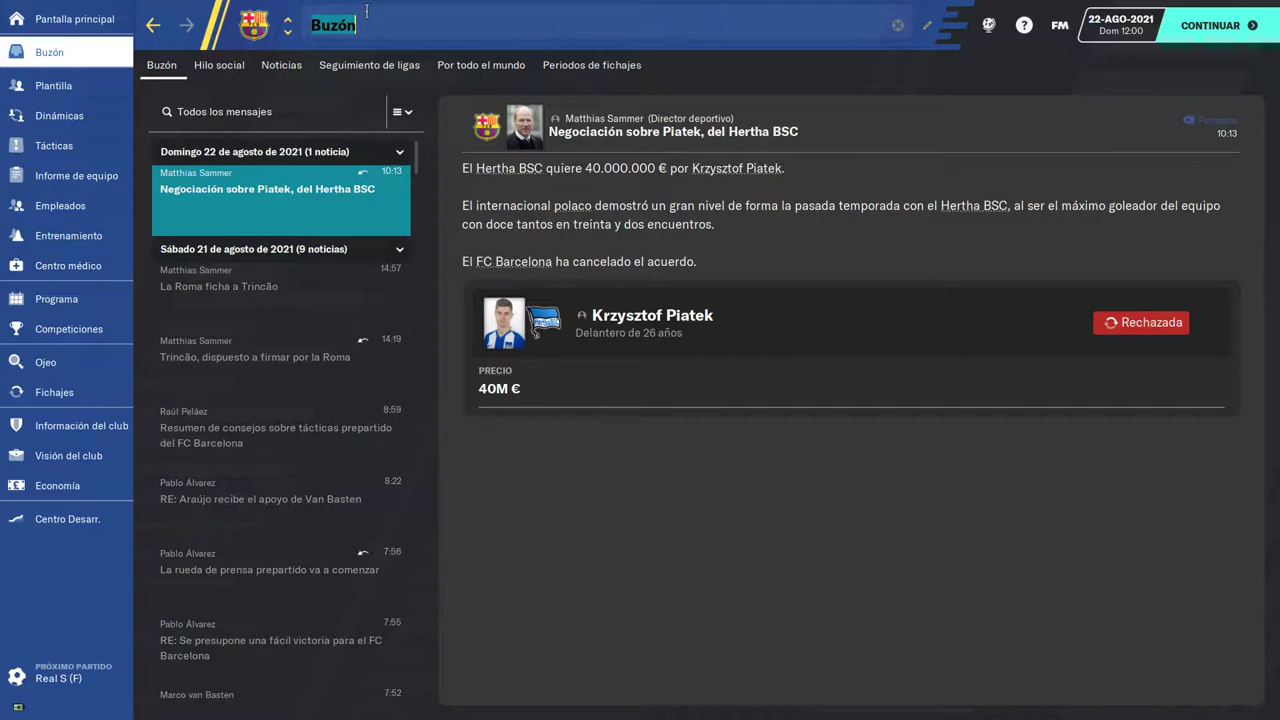 Pantalla principal
Buzón
Plantilla
Dinámicas
Tácticas
Informe de equipo
Empleados
Entrenamiento
Centro médico
Programa
Competiciones
Ojeo
Fichajes
Información del club
Visión del club
Economía
Centro Desarr.
PRÓXIMO PARTIDO
Real S (F)
Buzón
FM
22-AGO-2021
Dom 12:00
CONTINUAR
Buzón
Hilo social
Noticias
Seguimiento de ligas
Por todo el mundo
Periodos de fichajes
Todos los mensajes
Domingo 22 de agosto de 2021 (1 noticia)
Matthias Sammer
10:13
Negociación sobre Piatek, del Hertha BSC
Sábado 21 de agosto de 2021 (9 noticias)
Matthias Sammer
14:57
La Roma ficha a Trincão
Matthias Sammer
14:19
Trincão, dispuesto a firmar por la Roma
Raúl Peláez
8:59
Resumen de consejos sobre tácticas prepartido
del FC Barcelona
Pablo Álvarez
8:22
RE: Araújo recibe el apoyo de Van Basten
Pablo Álvarez
7:56
La rueda de prensa prepartido va a comenzar
Pablo Álvarez
7:55
RE: Se presupone una fácil victoria para el FC
Barcelona
Marco van Basten
7:52
Matthias Sammer (Director deportivo)
Negociación sobre Piatek, del Hertha BSC
Fichajes
10:13
El Hertha BSC quiere 40.000.000 € por Krzysztof Piatek.
El internacional polaco demostró un gran nivel de forma la pasada temporada con el Hertha BSC, al ser el máximo goleador del equipo
con doce tantos en treinta y dos encuentros.
El FC Barcelona ha cancelado el acuerdo.
Krzysztof Piatek
Delantero de 26 años
Rechazada
PRECIO
40M €